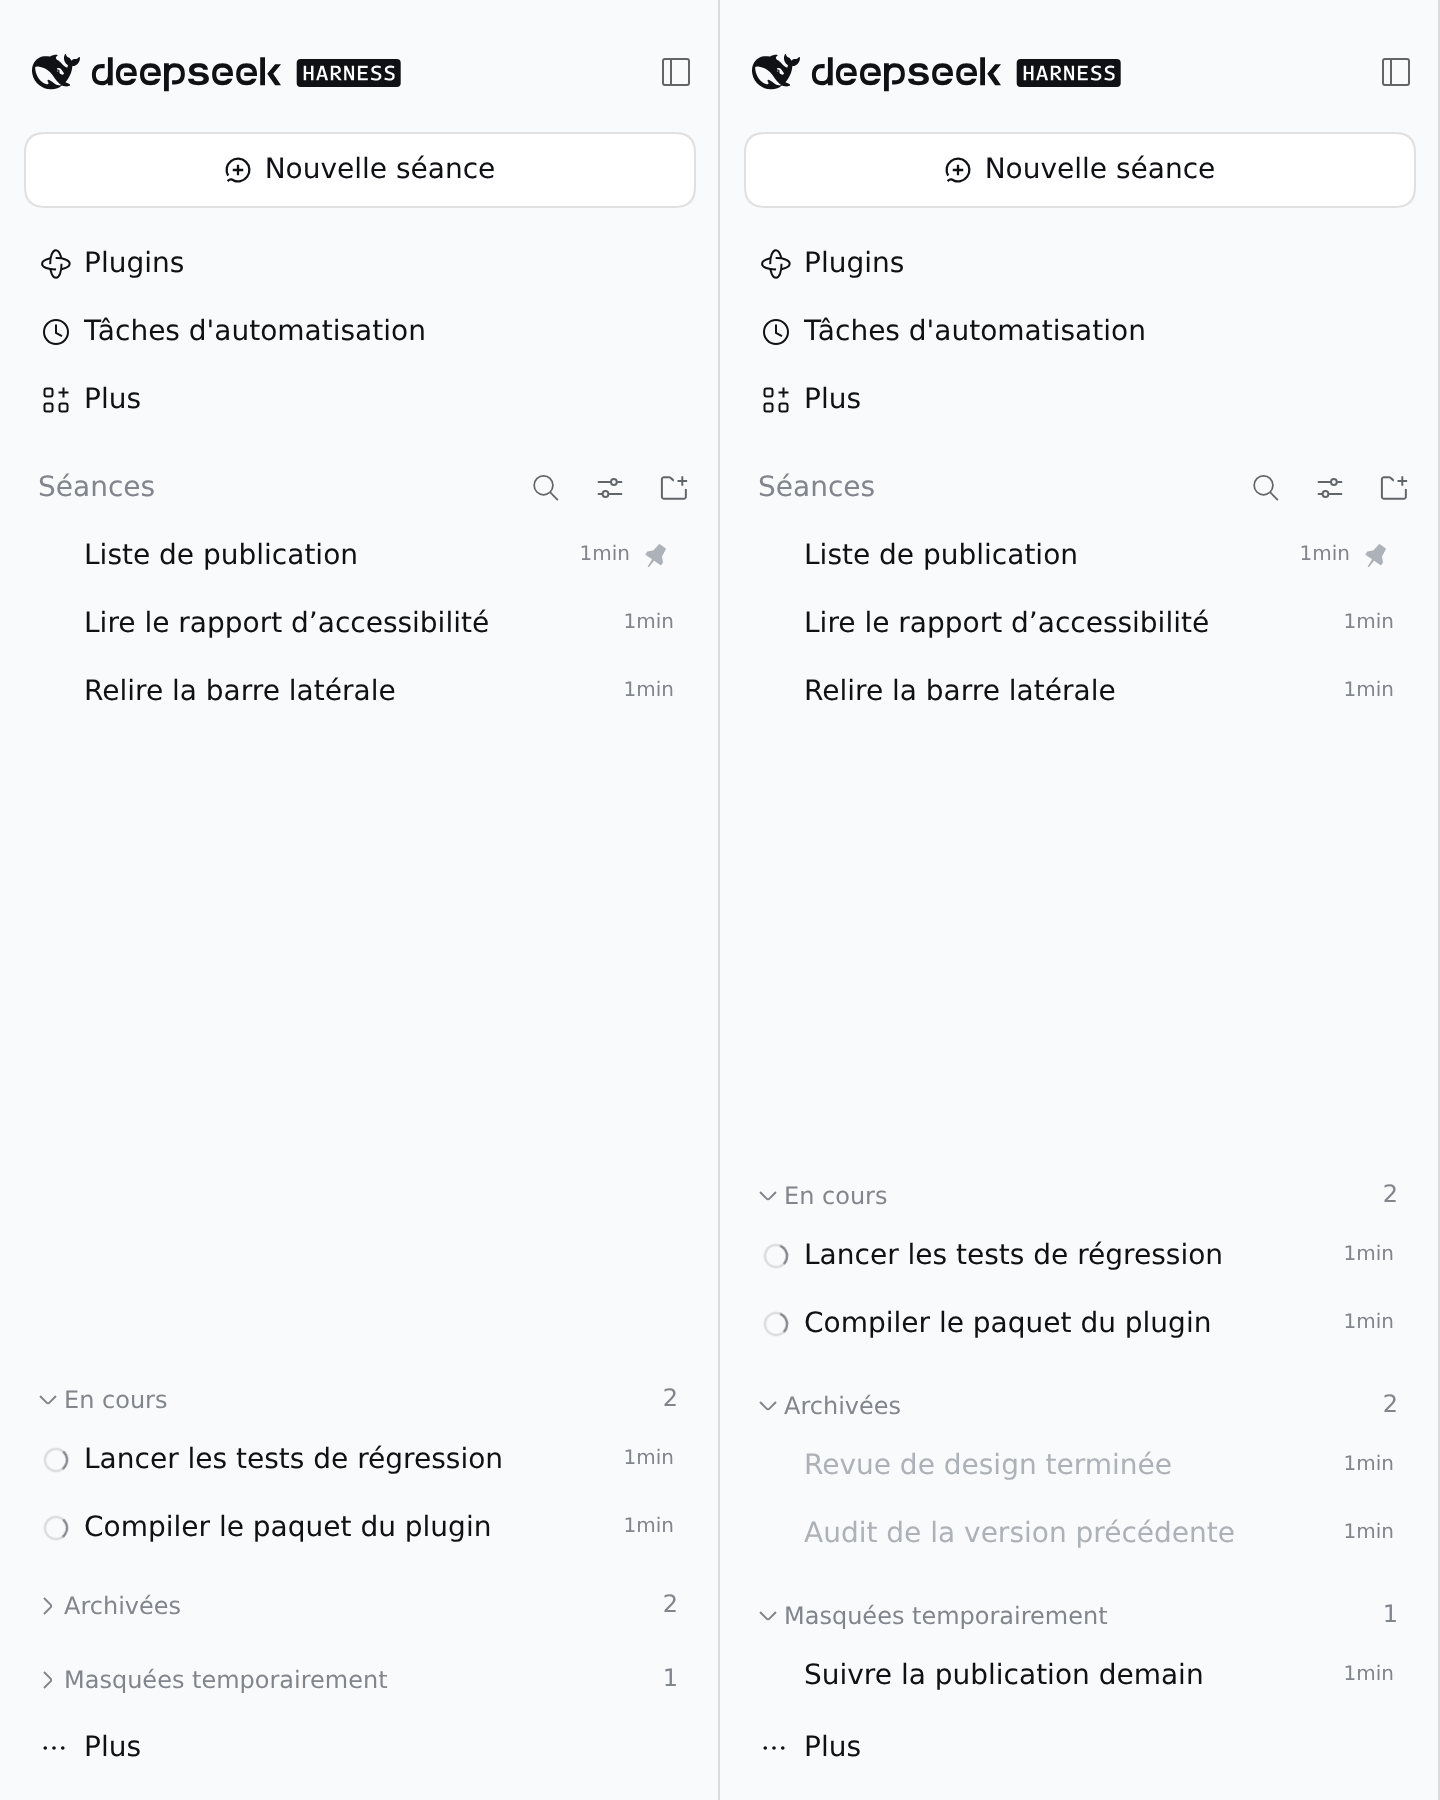 deepseek HARNESS
Nouvelle séance
Plugins
Tâches d'automatisation
Plus
Séances
Liste de publication 1min
Lire le rapport d’accessibilité 1min
Relire la barre latérale 1min
En cours 2
Lancer les tests de régression 1min
Compiler le paquet du plugin 1min
Archivées 2
Masquées temporairement 1
Plus
deepseek HARNESS
Nouvelle séance
Plugins
Tâches d'automatisation
Plus
Séances
Liste de publication 1min
Lire le rapport d’accessibilité 1min
Relire la barre latérale 1min
En cours 2
Lancer les tests de régression 1min
Compiler le paquet du plugin 1min
Archivées 2
Revue de design terminée 1min
Audit de la version précédente 1min
Masquées temporairement 1
Suivre la publication demain 1min
Plus